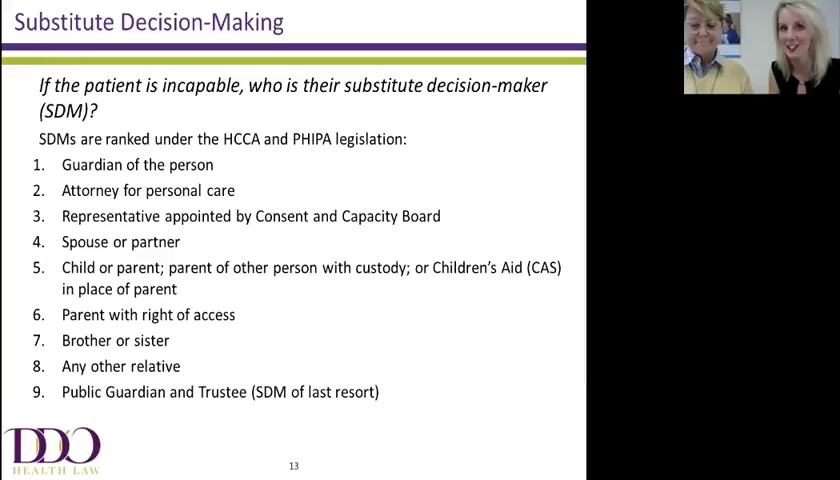 Substitute Decision-Making
If the patient is incapable, who is their substitute decision-maker
(SDM)?
SDMs are ranked under the HCCA and PHIPA legislation:
1. Guardian of the person
2. Attorney for personal care
3. Representative appointed by Consent and Capacity Board
4. Spouse or partner
5. Child or parent; parent of other person with custody; or Children's Aid (CAS)
in place of parent
6. Parent with right of access
7. Brother or sister
8. Any other relative
9. Public Guardian and Trustee (SDM of last resort)
DDO
HEALTH LAW
13